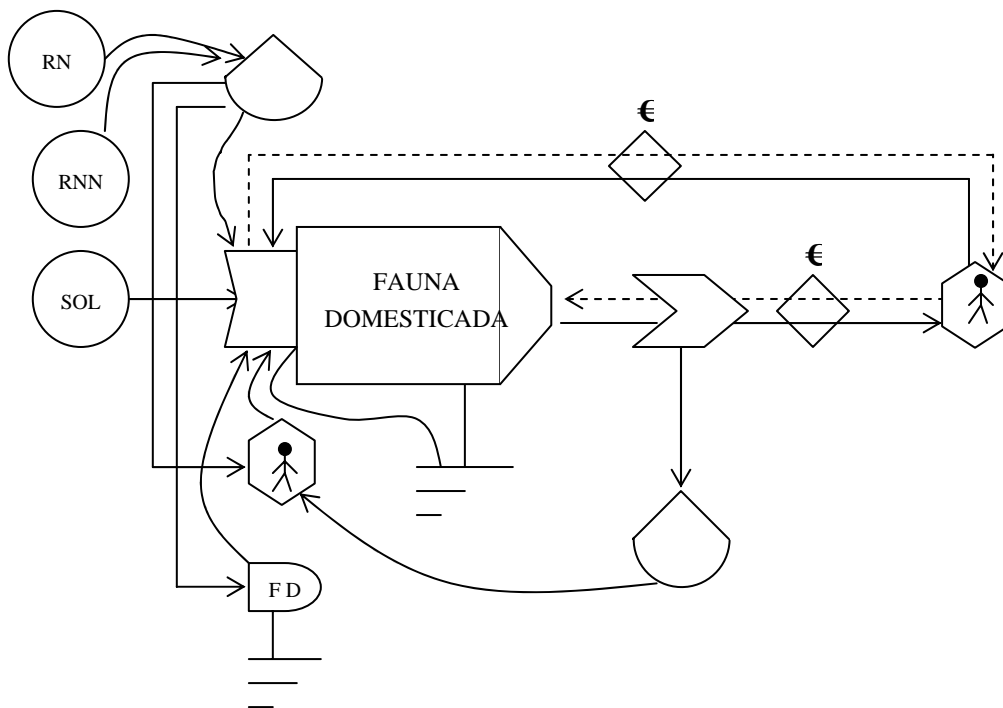 RN
€
RNN
€
SOL
FAUNA
DOMESTICADA
F D